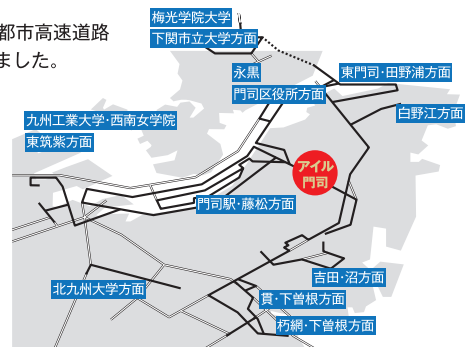 都市高速道路
ました。
梅光学院大学
下関市立大学方面
永黒
門司区役所方面
東門司・田野浦方面
白野江方面
九州工業大学・西南女学院
東筑紫方面
アイル
門司
門司駅・藤松方面
吉田・沼方面
北九州大学方面
貫・下曽根方面
朽網・下曽根方面